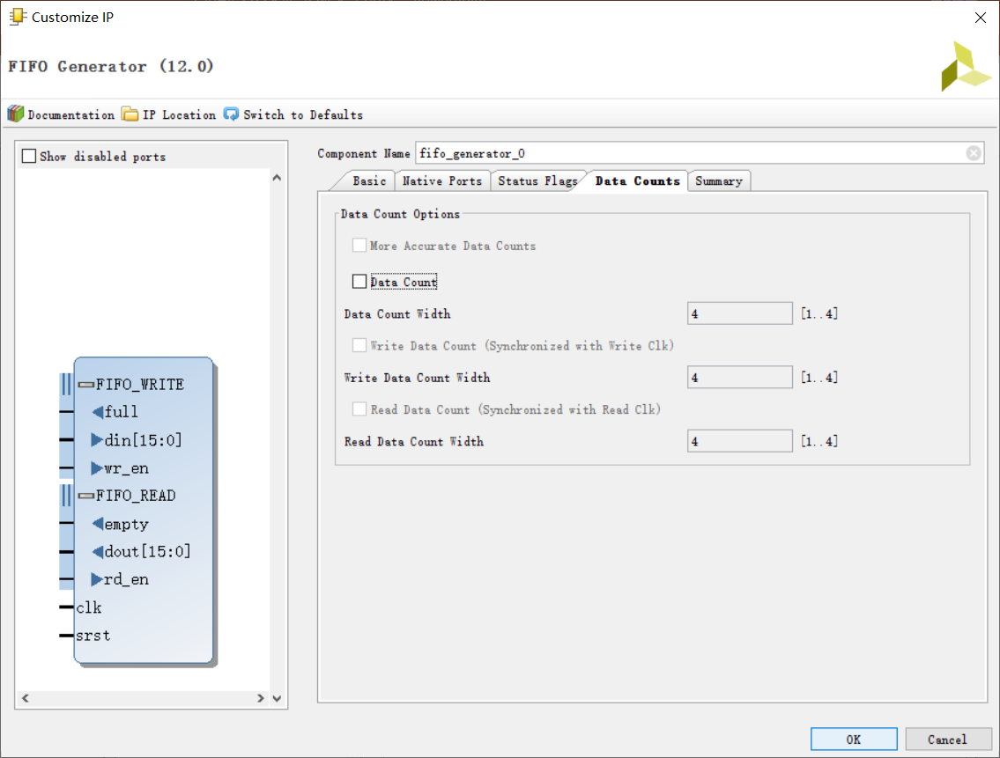 Customize IP
FIFO Generator (12.0)
Documentation IP Location Switch to Defaults
Show disabled ports
FIFO_WRITE
full
din[15:0]
wr_en
FIFO_READ
empty
dout[15:0]
rd_en
clk
srst
Component Name fifo_generator_0
Basic Native Ports Status Flags Data Counts Summary
Data Count Options
More Accurate Data Counts
Data Count
Data Count Width 4 [1..4]
Write Data Count (Synchronized with Write Clk)
Write Data Count Width 4 [1..4]
Read Data Count (Synchronized with Read Clk)
Read Data Count Width 4 [1..4]
OK Cancel